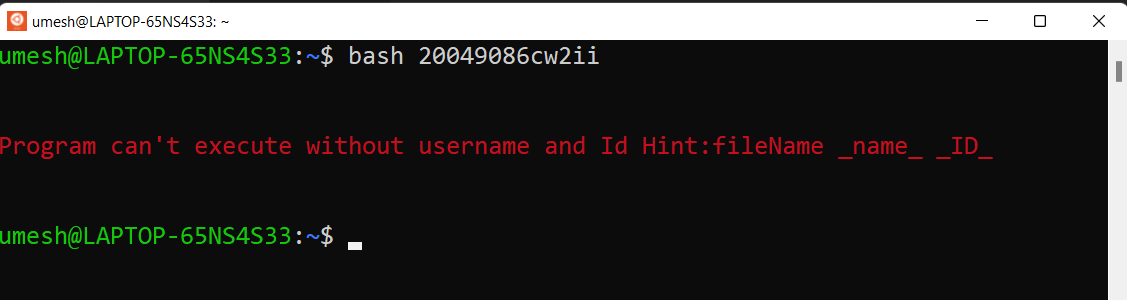 umesh@LAPTOP-65NS4S33: ~
umesh@LAPTOP-65NS4S33:~$ bash 20049086cw2ii
Program can't execute without username and Id Hint:fileName _name_ _ID_
umesh@LAPTOP-65NS4S33:~$